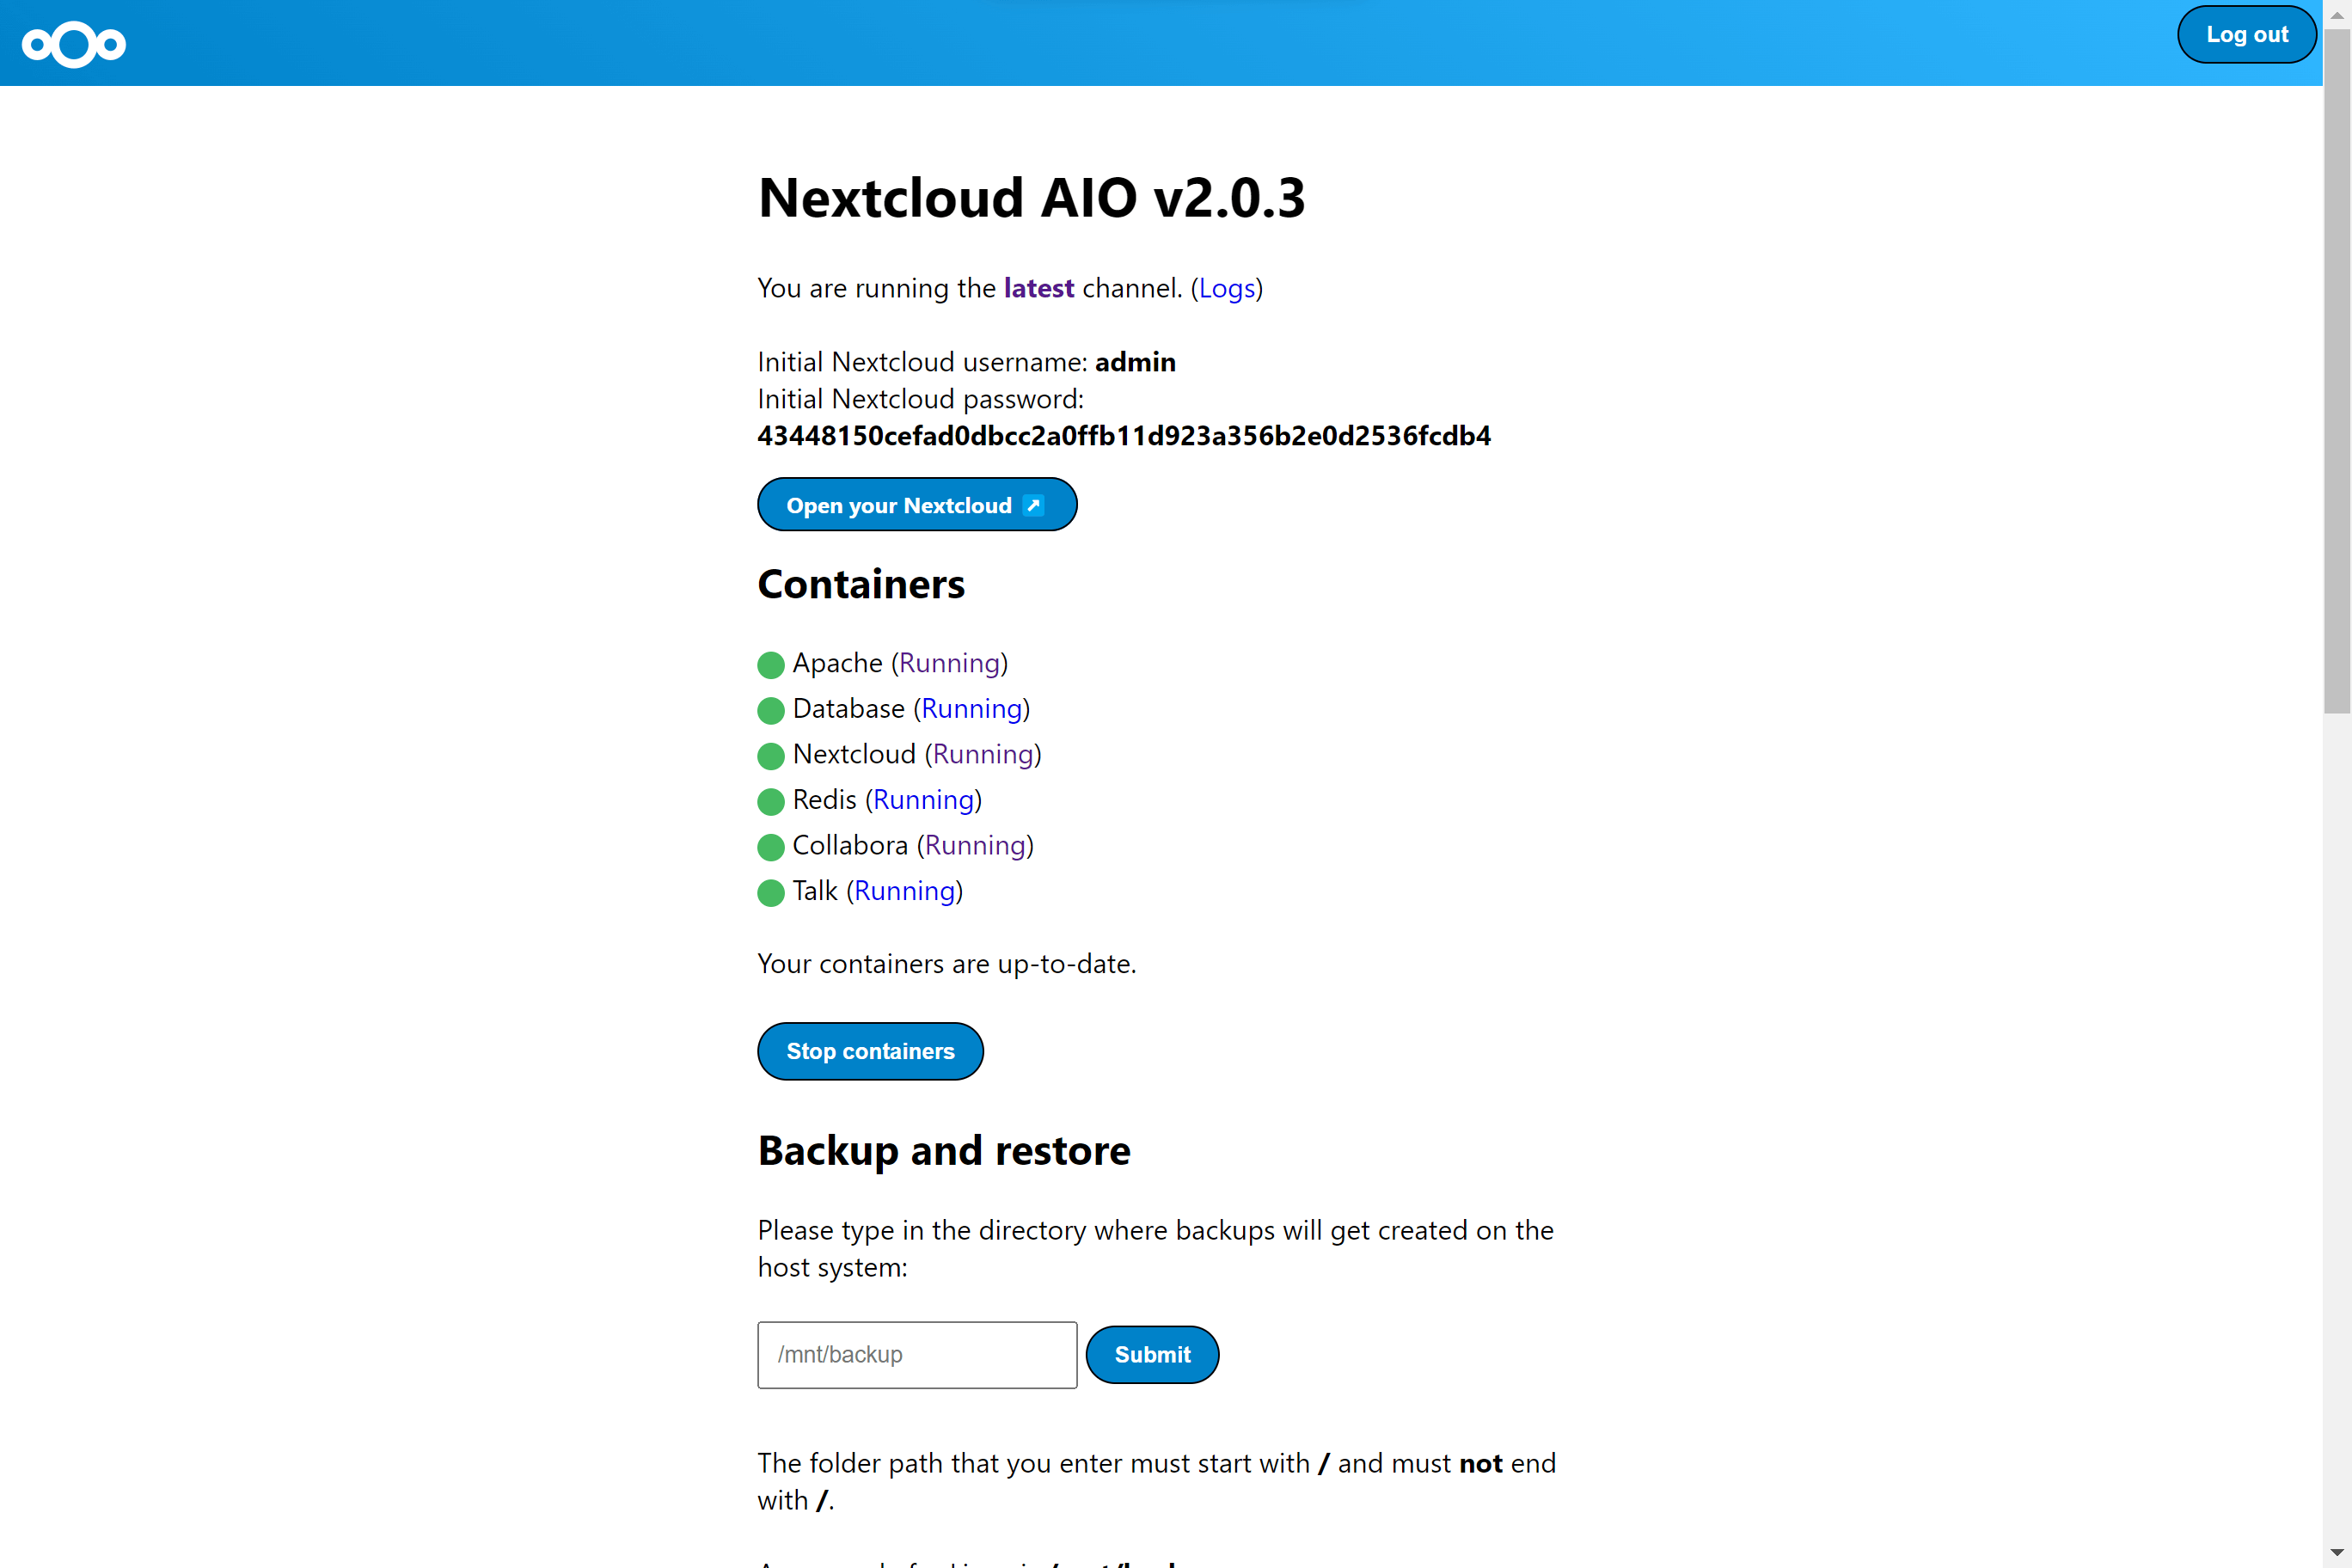 Log out
Nextcloud AIO v2.0.3
You are running the latest channel. (Logs)
Initial Nextcloud username: admin
Initial Nextcloud password:
43448150cefad0dbcc2a0ffb11d923a356b2e0d2536fcdb4
Open your Nextcloud
Containers
Apache (Running)
Database (Running)
Nextcloud (Running)
Redis (Running)
Collabora (Running)
Talk (Running)
Your containers are up-to-date.
Stop containers
Backup and restore
Please type in the directory where backups will get created on the
host system:
/mnt/backup
Submit
The folder path that you enter must start with / and must not end
with /.